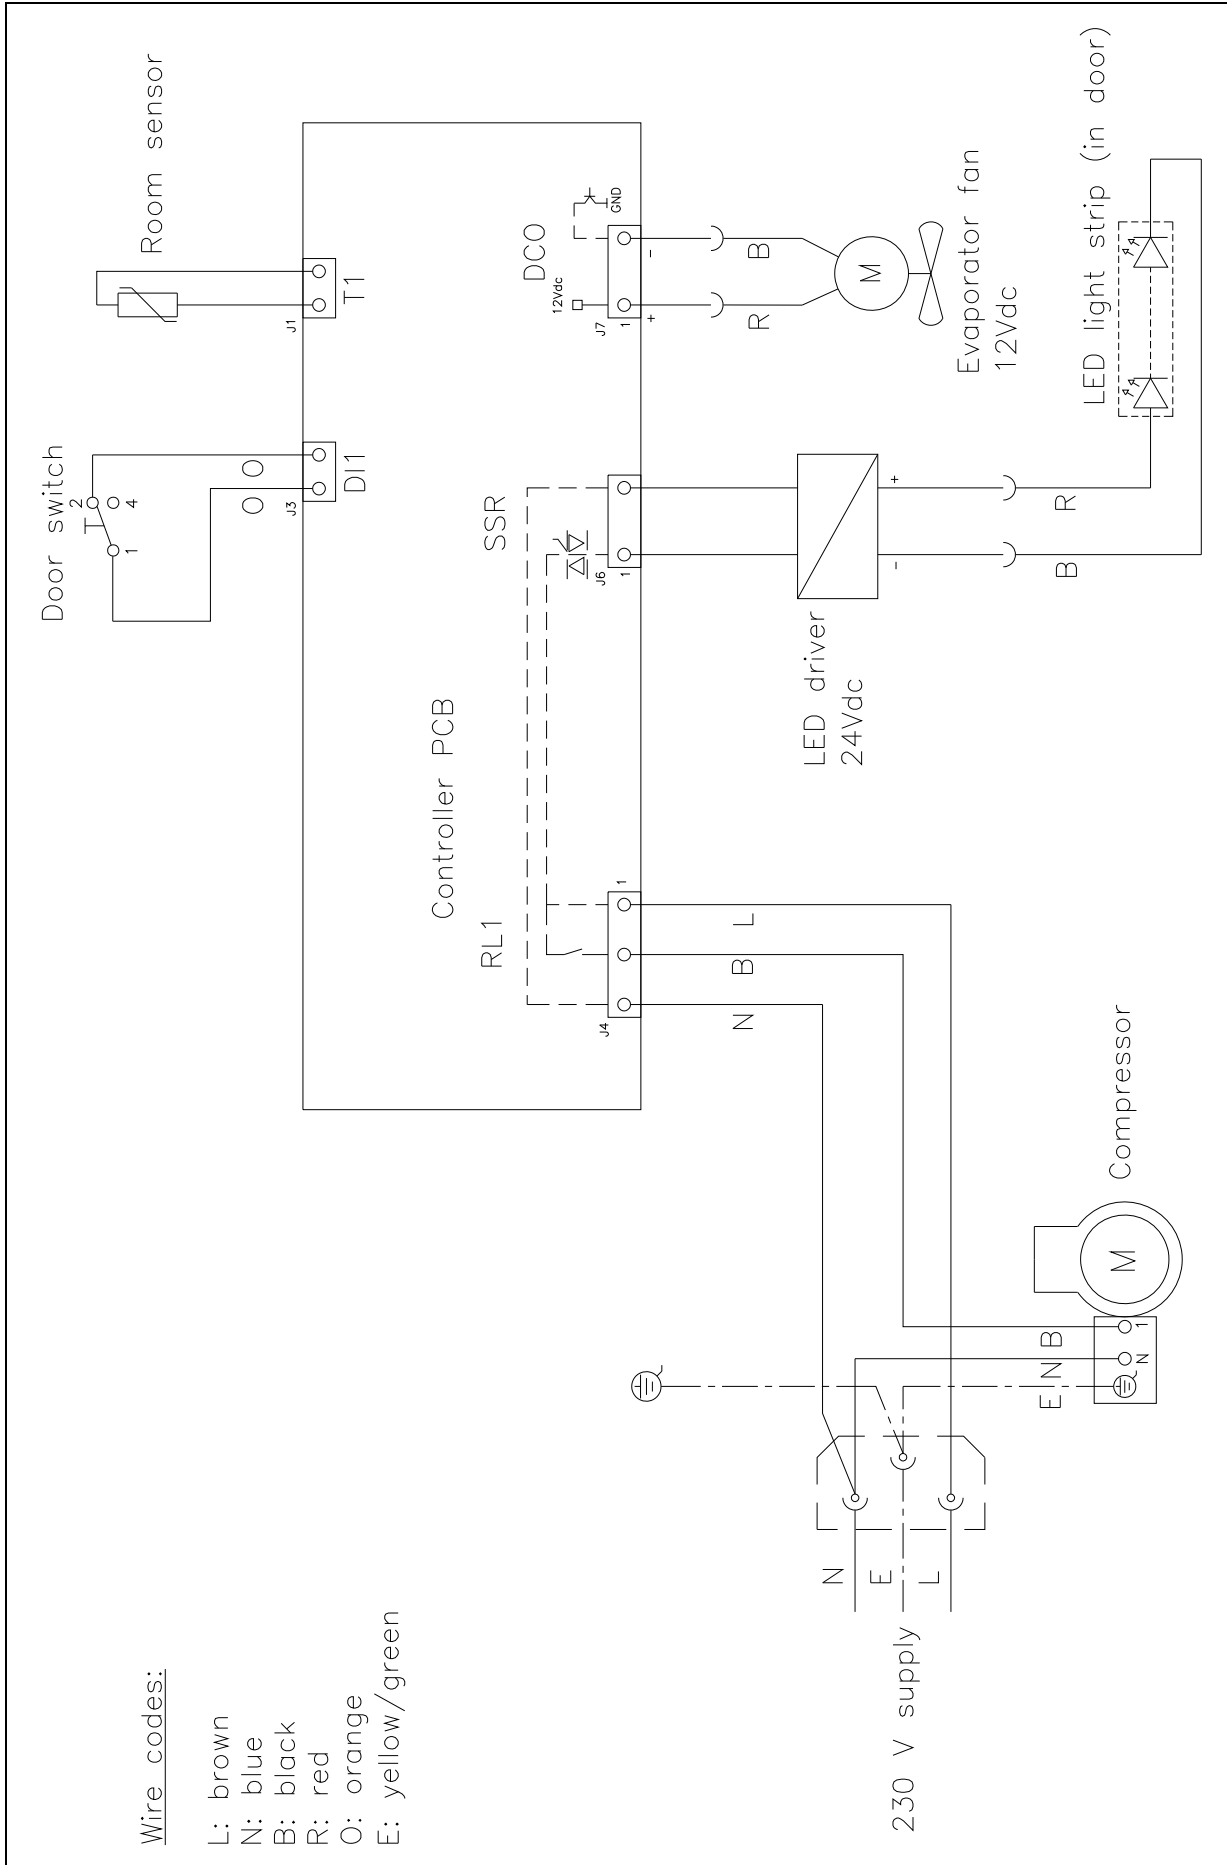 Door switch
2
4
1
O O
J3
DI1
Room sensor
J1
T1
Controller PCB
RL1
SSR
DCO
12Vdc
GND
J4
1
J6
1
J7
1
+
-
N
B
L
R
B
M
Evaporator fan
12Vdc
LED driver
24Vdc
-
+
B
R
LED light strip (in door)
Compressor
M
E N B
N
1
N
E
L
230 V supply
Wire codes:
L: brown
N: blue
B: black
R: red
O: orange
E: yellow/green